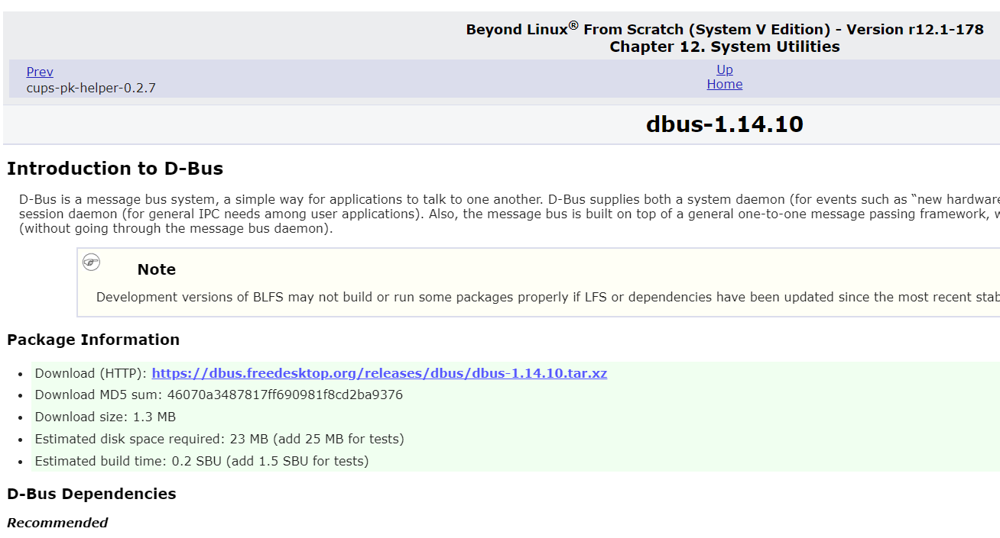 Beyond Linux® From Scratch (System V Edition) - Version r12.1-178
Chapter 12. System Utilities
Prev
Up
cups-pk-helper-0.2.7
Home
dbus-1.14.10
Introduction to D-Bus
D-Bus is a message bus system, a simple way for applications to talk to one another. D-Bus supplies both a system daemon (for events such as “new hardware
session daemon (for general IPC needs among user applications). Also, the message bus is built on top of a general one-to-one message passing framework,
(without going through the message bus daemon).
Note
Development versions of BLFS may not build or run some packages properly if LFS or dependencies have been updated since the most recent
Package Information
• Download (HTTP): https://dbus.freedesktop.org/releases/dbus/dbus-1.14.10.tar.xz
• Download MD5 sum: 46070a3487817ff690981f8cd2ba9376
• Download size: 1.3 MB
• Estimated disk space required: 23 MB (add 25 MB for tests)
• Estimated build time: 0.2 SBU (add 1.5 SBU for tests)
D-Bus Dependencies
Recommended